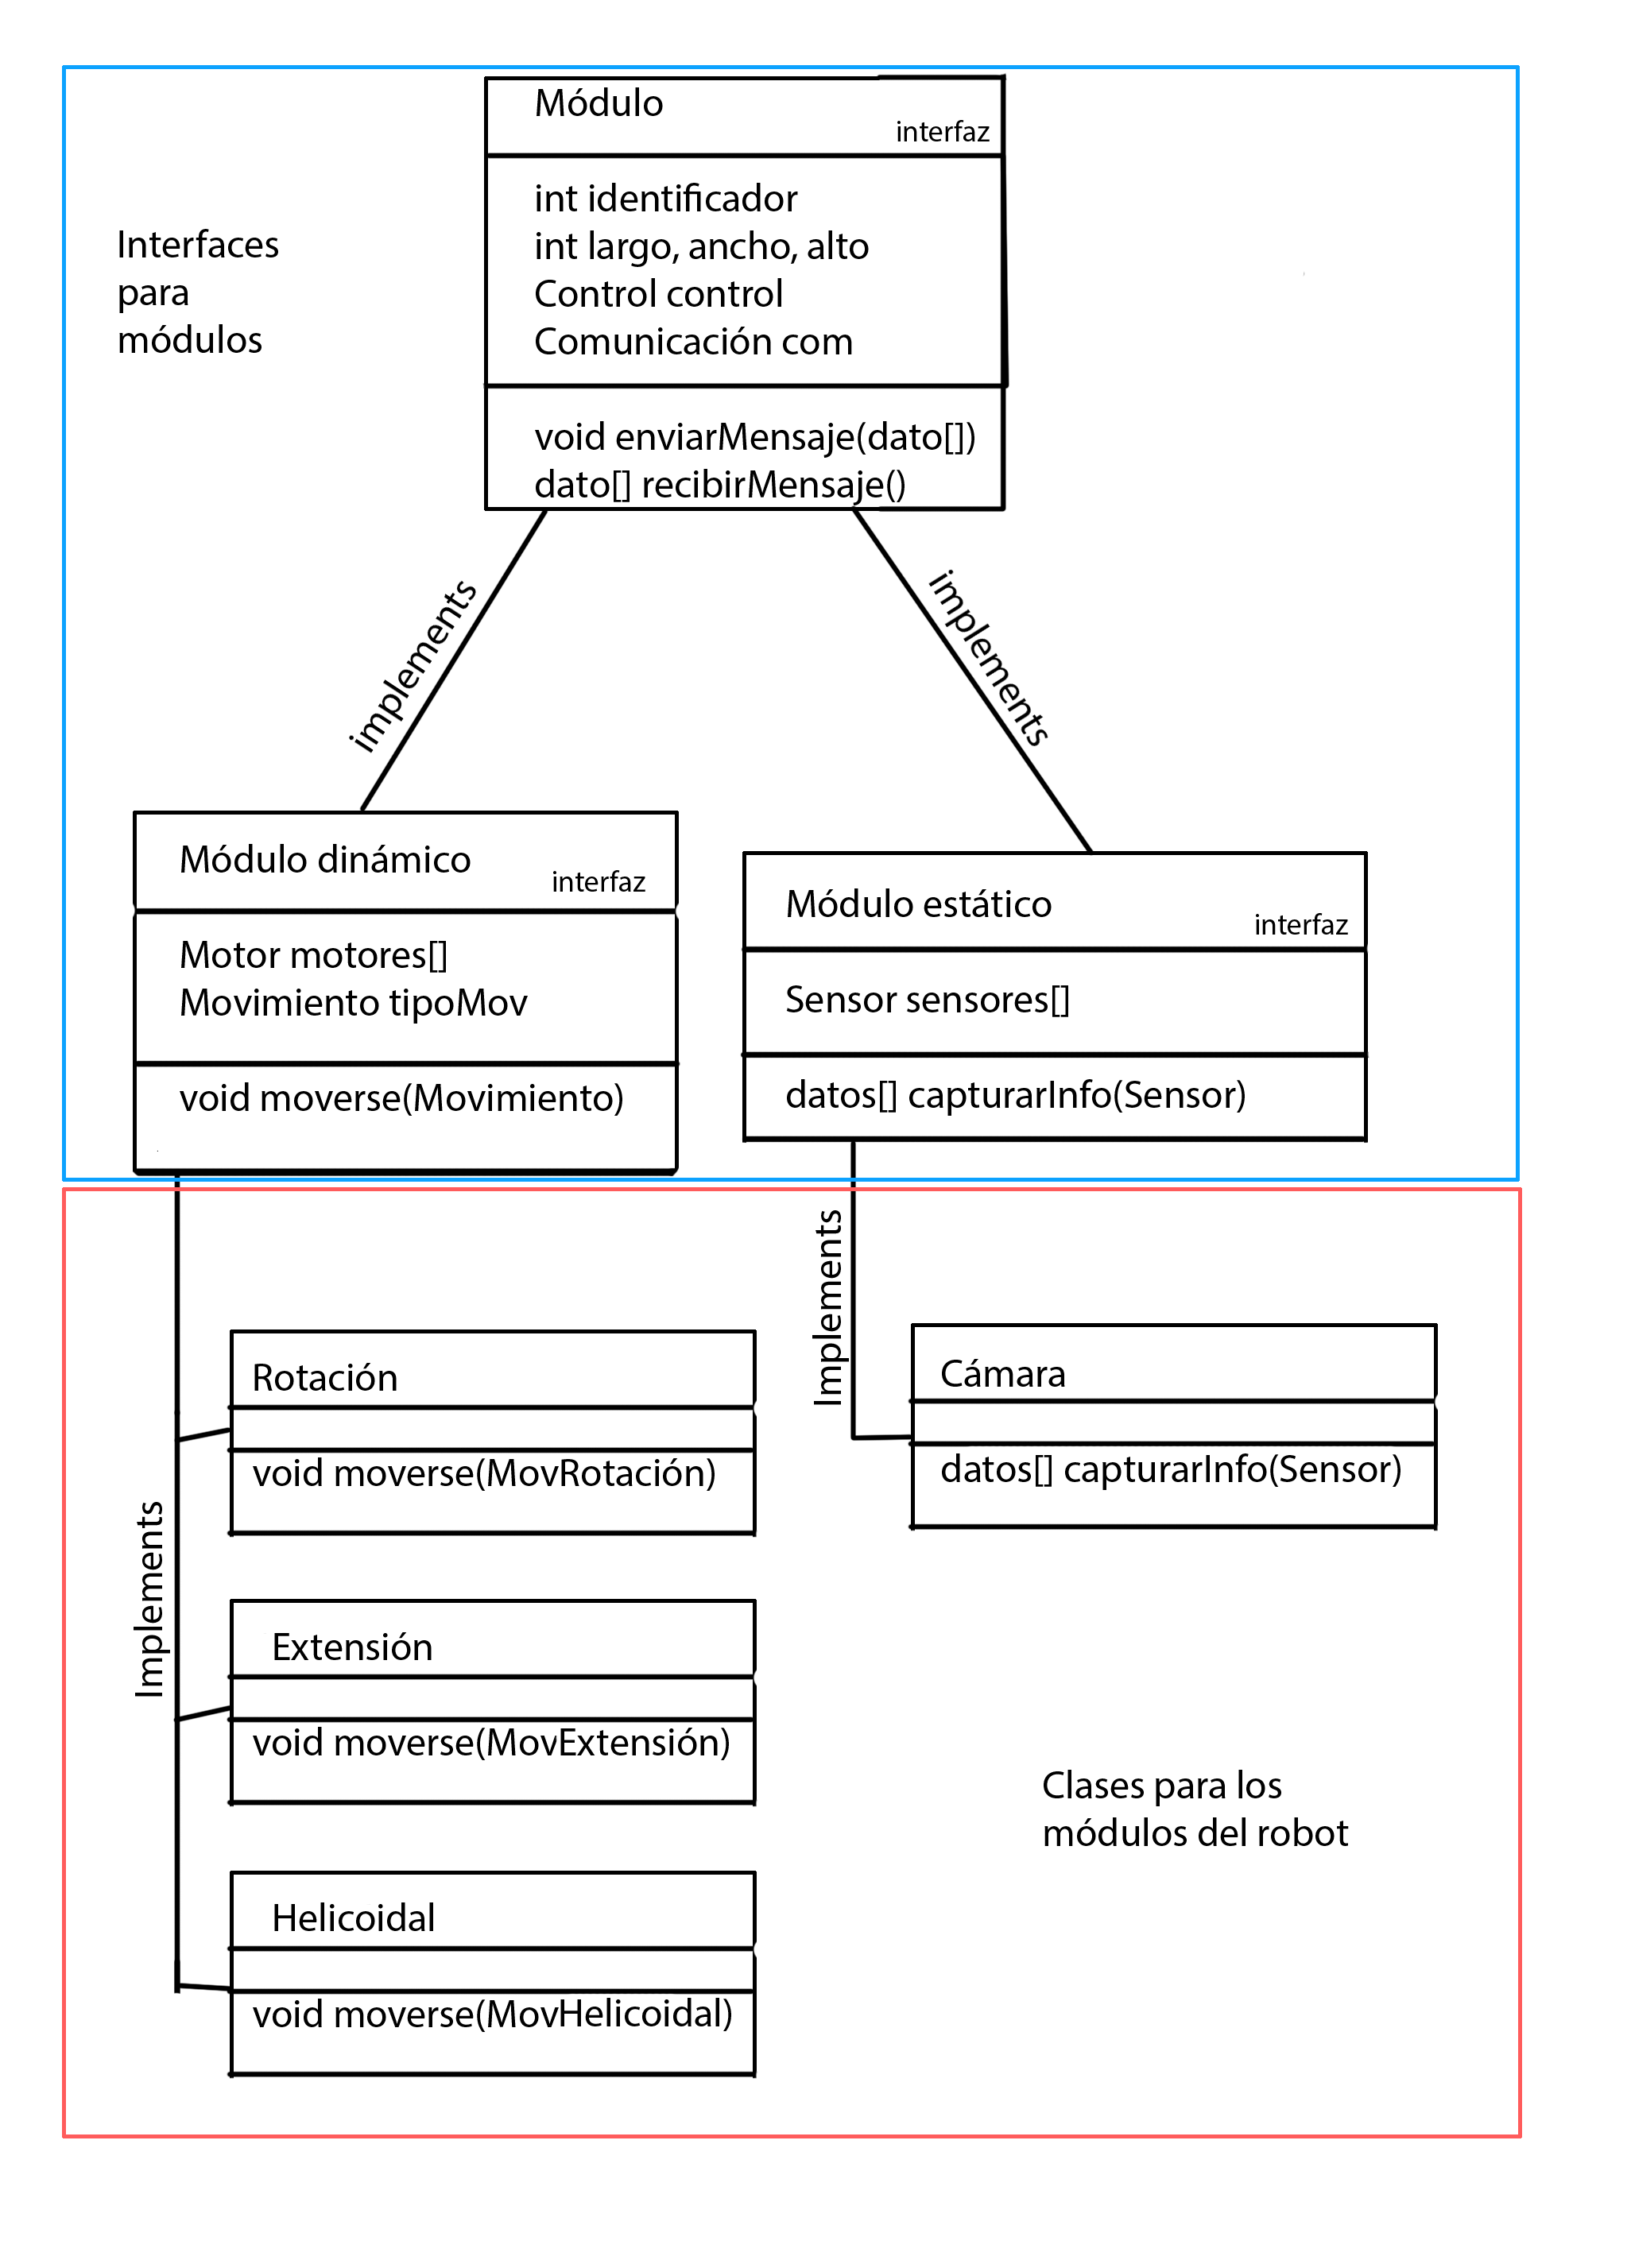 Módulo
interfaz
int identificador
int largo, ancho, alto
Control control
Comunicación com
void enviarMensaje(dato[])
dato[] recibirMensaje()
Interfaces
para
módulos
implements
implements
Módulo dinámico
interfaz
Motor motores[]
Movimiento tipoMov
void moverse(Movimiento)
Módulo estático
interfaz
Sensor sensores[]
datos[] capturarInfo(Sensor)
Implements
Implements
Rotación
void moverse(MovRotación)
Cámara
datos[] capturarInfo(Sensor)
Extensión
void moverse(MovExtensión)
Clases para los
módulos del robot
Helicoidal
void moverse(MovHelicoidal)